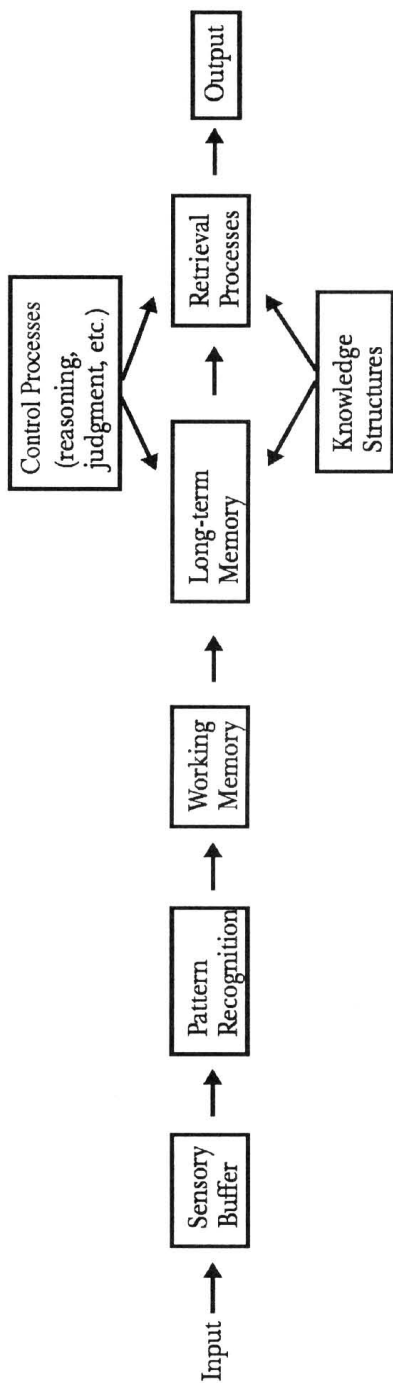 Input
Sensory
Buffer
Pattern
Recognition
Working
Memory
Long-term
Memory
Control Processes
(reasoning,
judgment, etc.)
Knowledge
Structures
Retrieval
Processes
Output